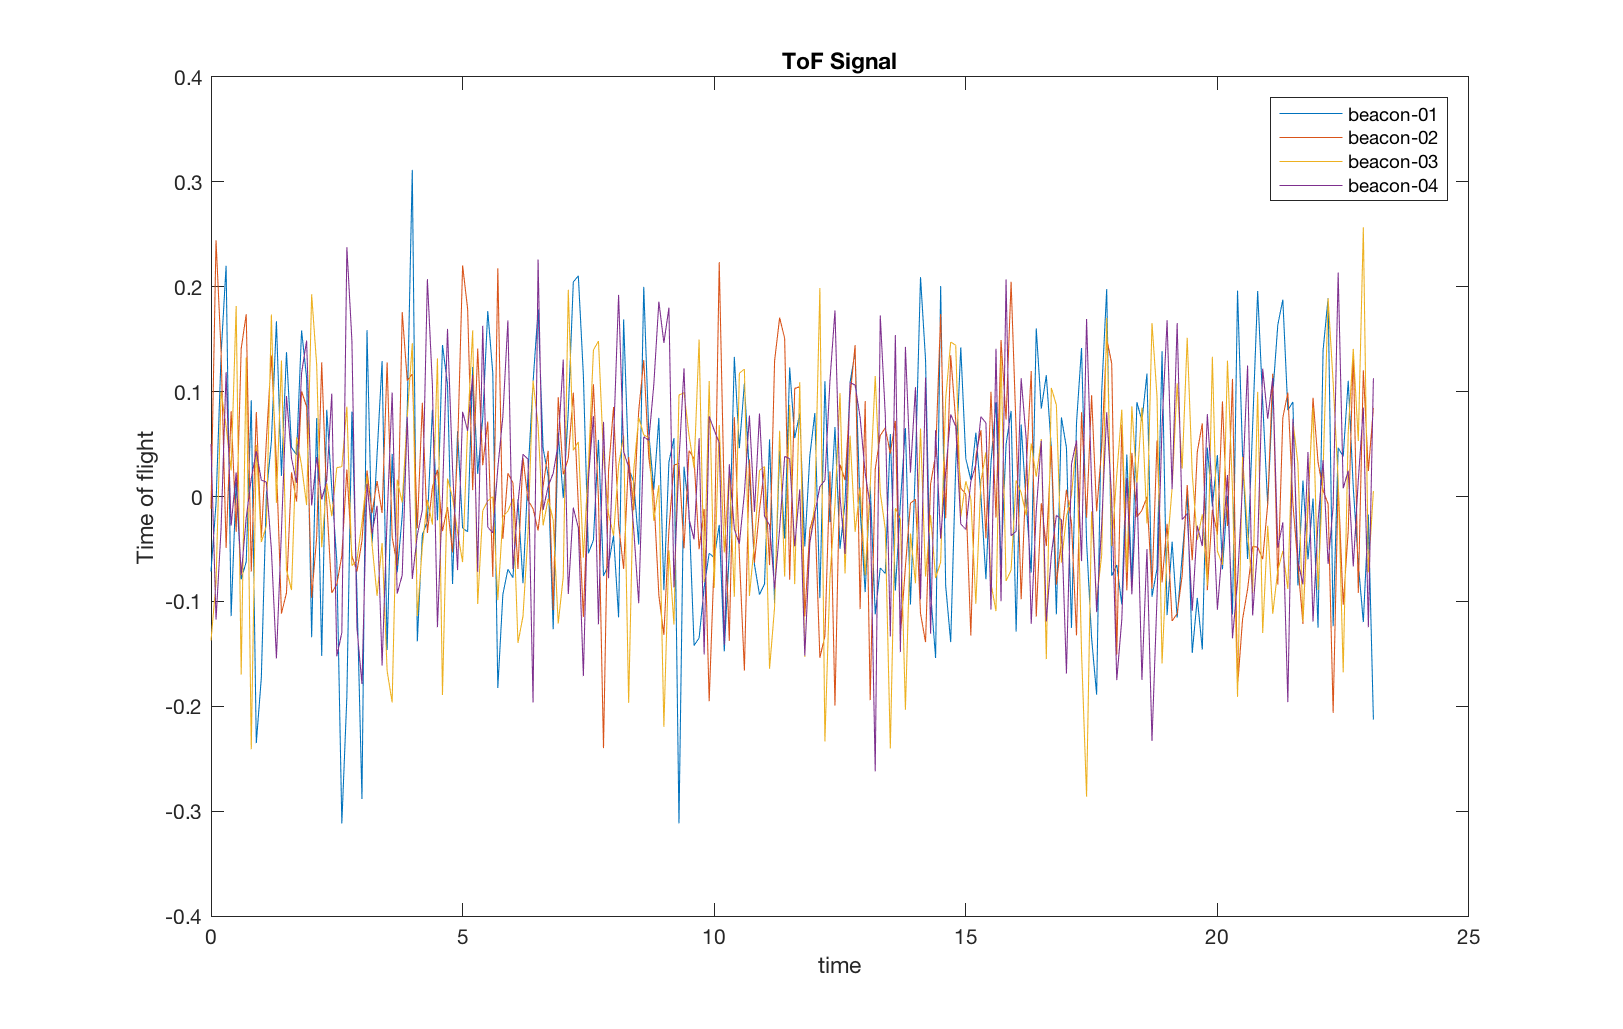 ToF Signal
0.4
0.3
0.2
0.1
0
-0.1
-0.2
-0.3
-0.4
Time of flight
beacon-01
beacon-02
beacon-03
beacon-04
0 5 10 15 20 25
time